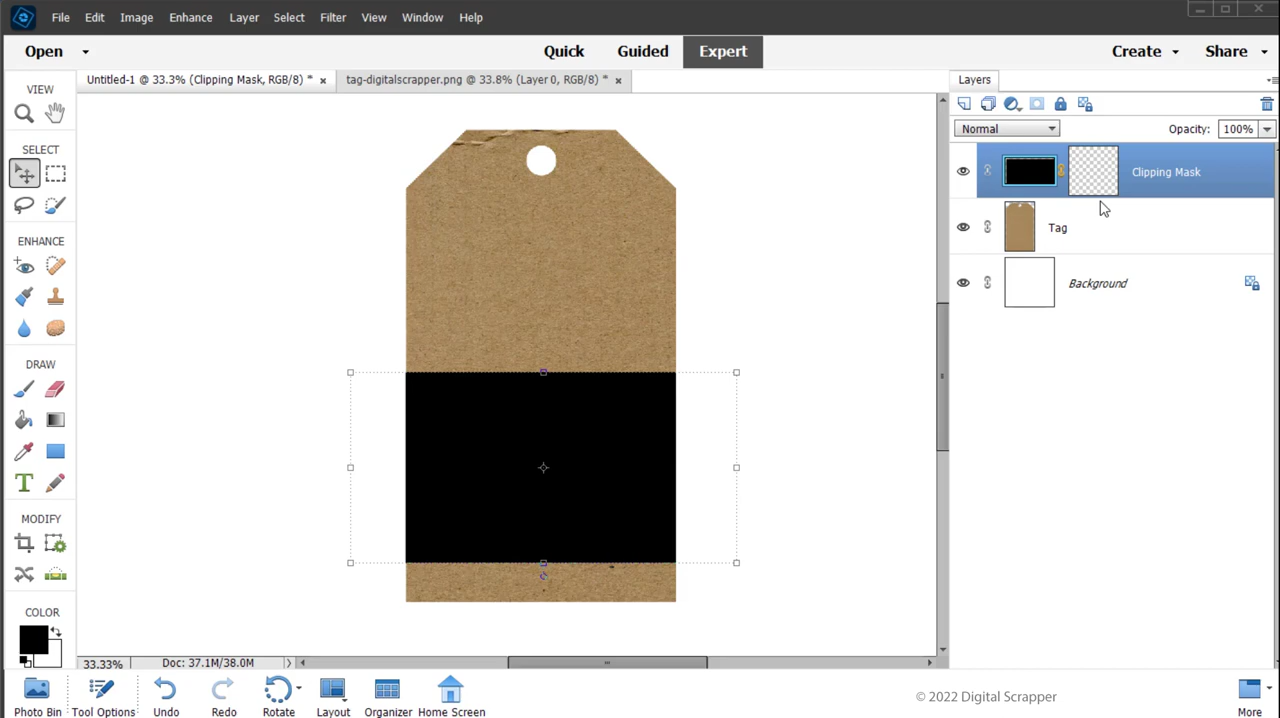 File Edit Image Enhance Layer Select Filter View Window Help
Open Quick Guided Expert Create Share
VIEW
Untitled-1 @ 33.3% (Clipping Mask, RGB/8) * tag-digitalscrapper.png @ 33.8% (Layer 0, RGB/8) * Layers
Normal Opacity: 100%
SELECT
Clipping Mask
Tag
ENHANCE
Background
DRAW
MODIFY
COLOR
33.33% Doc: 37.1M/38.0M
Photo Bin Tool Options Undo Redo Rotate Layout Organizer Home Screen © 2022 Digital Scrapper More